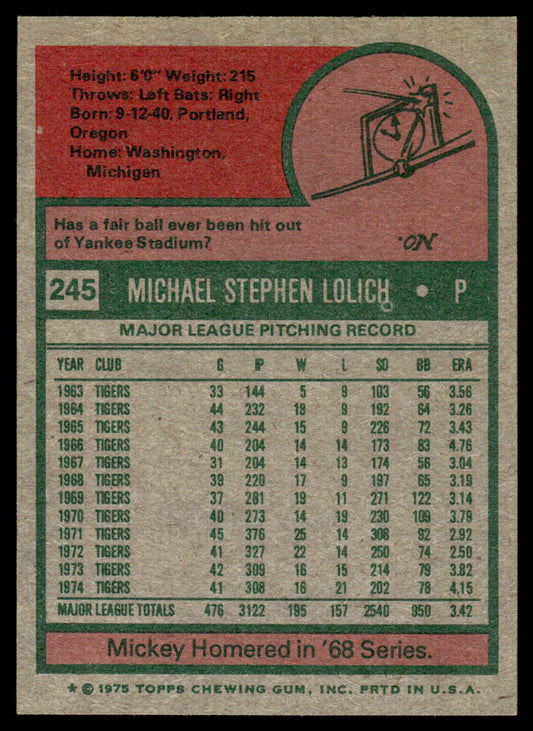 Height: 6'0" Weight: 215
Throws: Left Bats: Right
Born: 9-12-40, Portland,
Oregon
Home: Washington,
Michigan
Has a fair ball ever been hit out
of Yankee Stadium?
No.
245 MICHAEL STEPHEN LOLICH • P
MAJOR LEAGUE PITCHING RECORD
YEAR CLUB G IP W L SO BB ERA
1963 TIGERS 33 144 5 9 103 56 3.56
1964 TIGERS 44 232 18 9 192 64 3.26
1965 TIGERS 43 244 15 9 226 72 3.43
1966 TIGERS 40 204 14 14 173 83 4.76
1967 TIGERS 31 204 14 13 174 56 3.04
1968 TIGERS 39 220 17 9 197 65 3.19
1969 TIGERS 37 281 19 11 271 122 3.14
1970 TIGERS 40 273 14 19 230 109 3.79
1971 TIGERS 45 376 25 14 308 92 2.92
1972 TIGERS 41 327 22 14 250 74 2.50
1973 TIGERS 42 309 16 15 214 79 3.82
1974 TIGERS 41 308 16 21 202 78 4.15
MAJOR LEAGUE TOTALS 476 3122 195 157 2540 950 3.42
Mickey Homered in '68 Series.
* © 1975 TOPPS CHEWING GUM, INC. PRTD IN U.S.A.